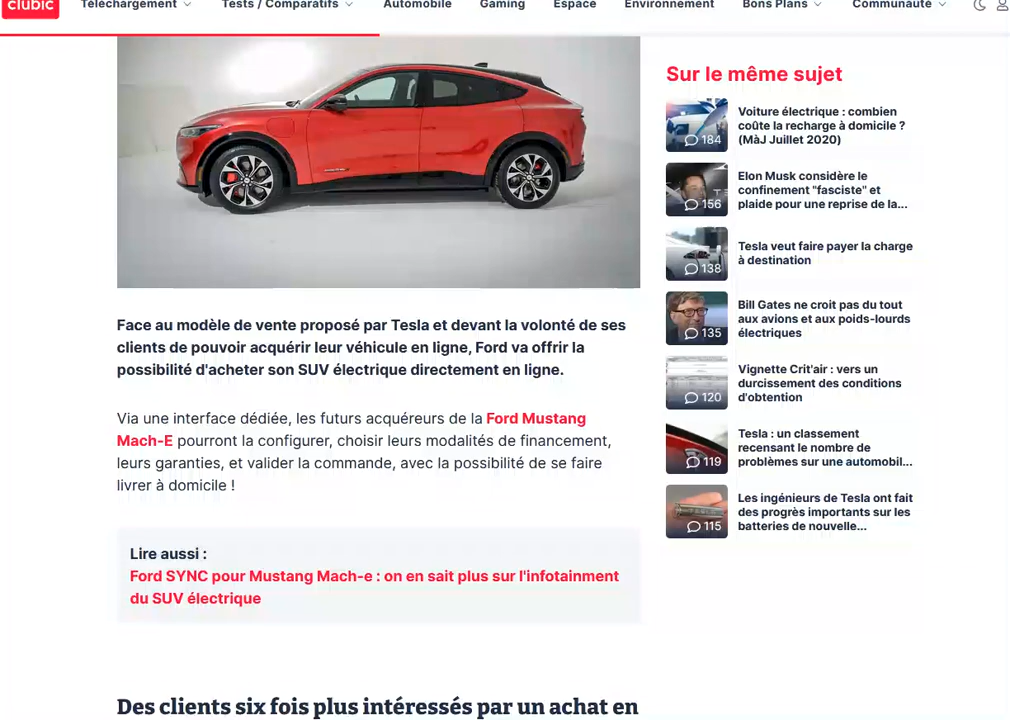 clubic
Téléchargement
Tests / Comparatifs
Automobile
Gaming
Espace
Environnement
Bons Plans
Communauté
Face au modèle de vente proposé par Tesla et devant la volonté de ses
clients de pouvoir acquérir leur véhicule en ligne, Ford va offrir la
possibilité d'acheter son SUV électrique directement en ligne.
Via une interface dédiée, les futurs acquéreurs de la Ford Mustang
Mach-E pourront la configurer, choisir leurs modalités de financement,
leurs garanties, et valider la commande, avec la possibilité de se faire
livrer à domicile !
Lire aussi :
Ford SYNC pour Mustang Mach-e : on en sait plus sur l'infotainment
du SUV électrique
Des clients six fois plus intéressés par un achat en
Sur le même sujet
184
Voiture électrique : combien
coûte la recharge à domicile ?
(MàJ Juillet 2020)
156
Elon Musk considère le
confinement "fasciste" et
plaide pour une reprise de la...
138
Tesla veut faire payer la charge
à destination
135
Bill Gates ne croit pas du tout
aux avions et aux poids-lourds
électriques
120
Vignette Crit'air : vers un
durcissement des conditions
d'obtention
119
Tesla : un classement
recensant le nombre de
problèmes sur une automobil...
115
Les ingénieurs de Tesla ont fait
des progrès importants sur les
batteries de nouvelle...